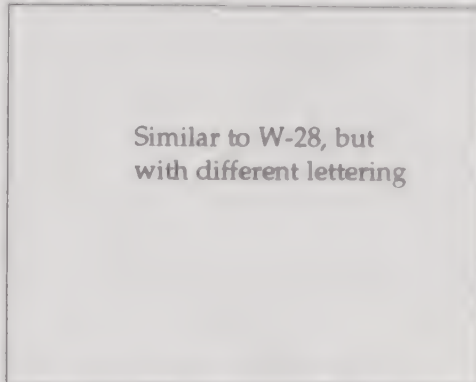 Similar to W-28, but
with different lettering